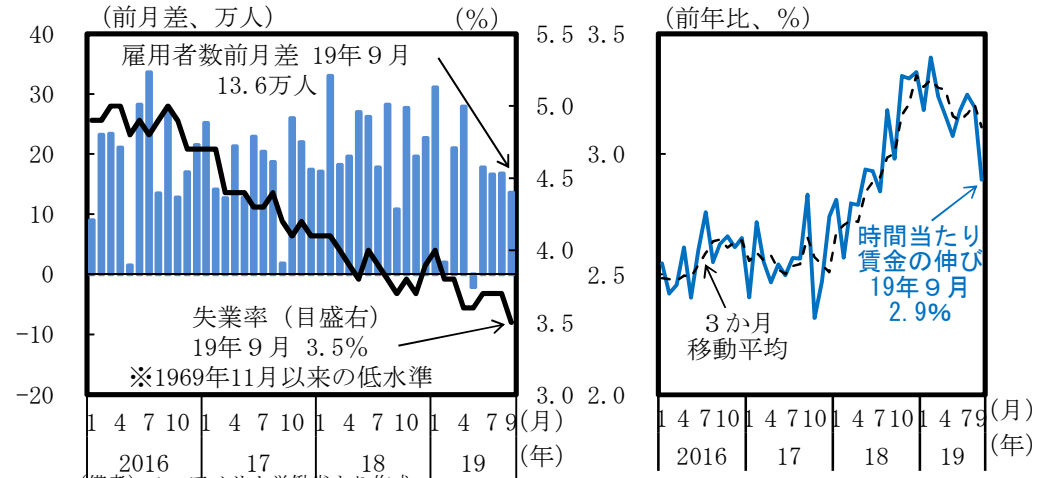 (前月差、万人)
(%)
40
30
20
10
0
-10
-20
雇用者数前月差 19年9月
13.6万人
失業率（目盛右）
19年9月 3.5%
※1969年11月以来の低水準
5.5
5.0
4.5
4.0
3.5
3.0
1 4 7 10 1 4 7 10 1 4 7 10 1 4 7 9(月)
2016 17 18 19 (年)
(前年比、%)
3.5
3.0
2.5
2.0
時間当たり
賃金の伸び
19年９月
2.9%
３か月
移動平均
1 4 7 10 1 4 7 10 1 4 7 10 1 4 7 9(月)
2016 17 18 19 (年)